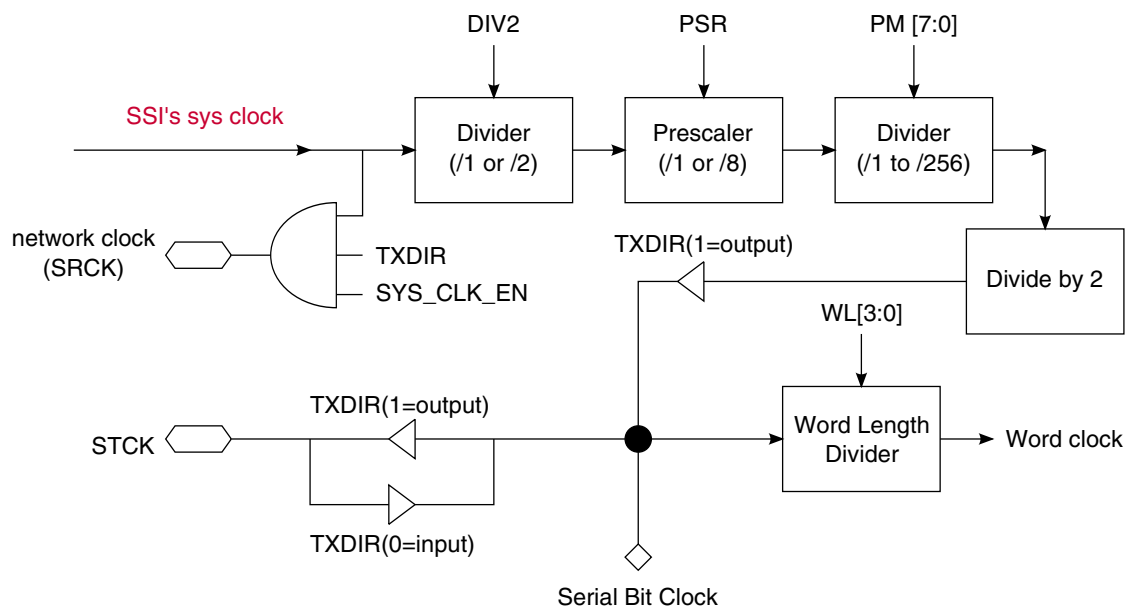 DIV2
PSR
PM [7:0]
SSI's sys clock
Divider
(/1 or /2)
Prescaler
(/1 or /8)
Divider
(/1 to /256)
network clock
(SRCK)
TXDIR
SYS_CLK_EN
TXDIR(1=output)
Divide by 2
WL[3:0]
TXDIR(1=output)
STCK
Word Length
Divider
Word clock
TXDIR(0=input)
Serial Bit Clock